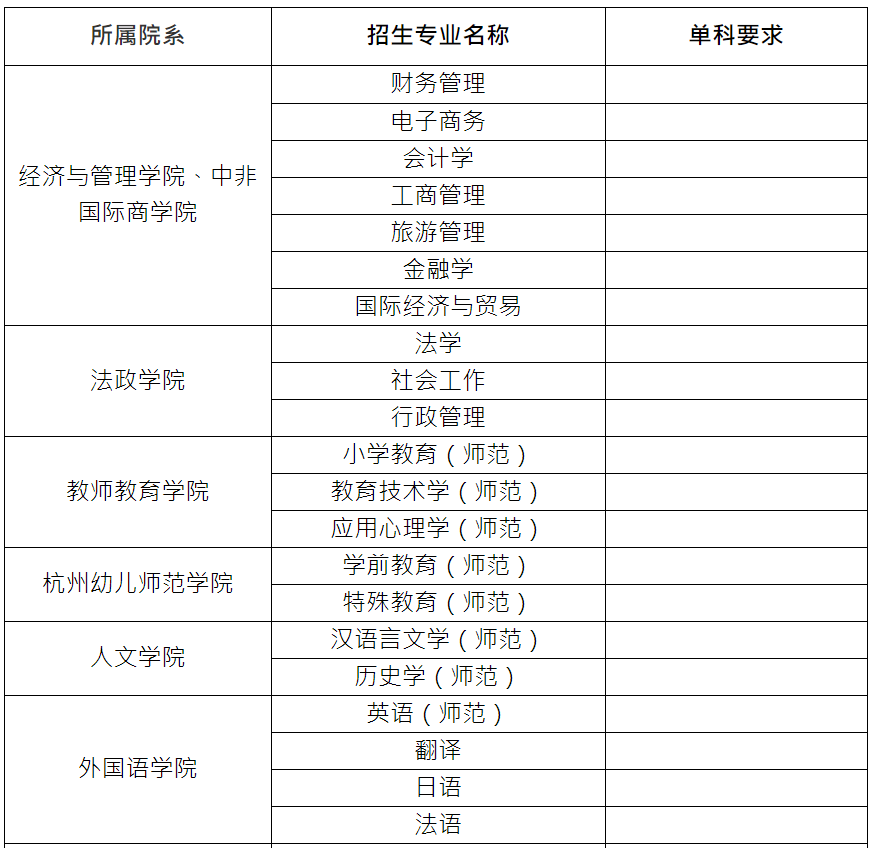 所属院系 招生专业名称 单科要求
经济与管理学院、中非
国际商学院
财务管理
电子商务
会计学
工商管理
旅游管理
金融学
国际经济与贸易
法政学院
法学
社会工作
行政管理
教师教育学院
小学教育（师范）
教育技术学（师范）
应用心理学（师范）
杭州幼儿师范学院
学前教育（师范）
特殊教育（师范）
人文学院
汉语言文学（师范）
历史学（师范）
外国语学院
英语（师范）
翻译
日语
法语